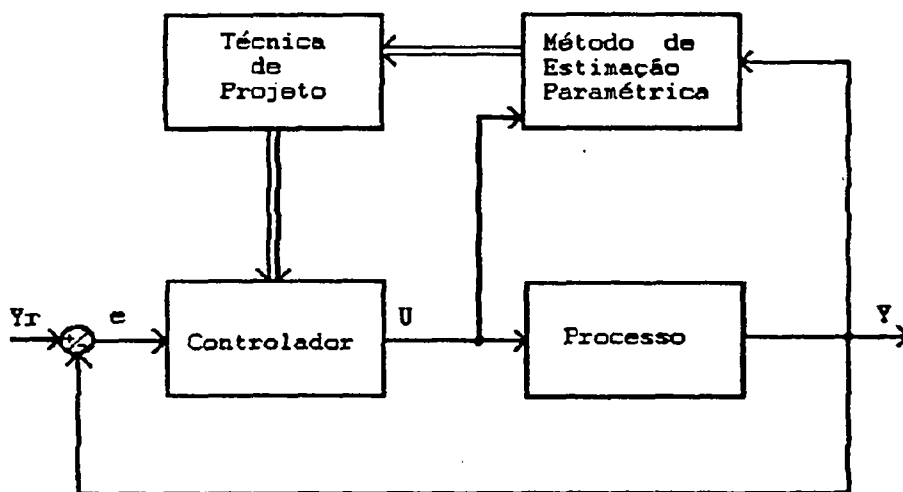 Técnica
de
Projeto
Método de
Estimação
Paramétrica
Yr
+
-
e
Controlador
U
Processo
Y